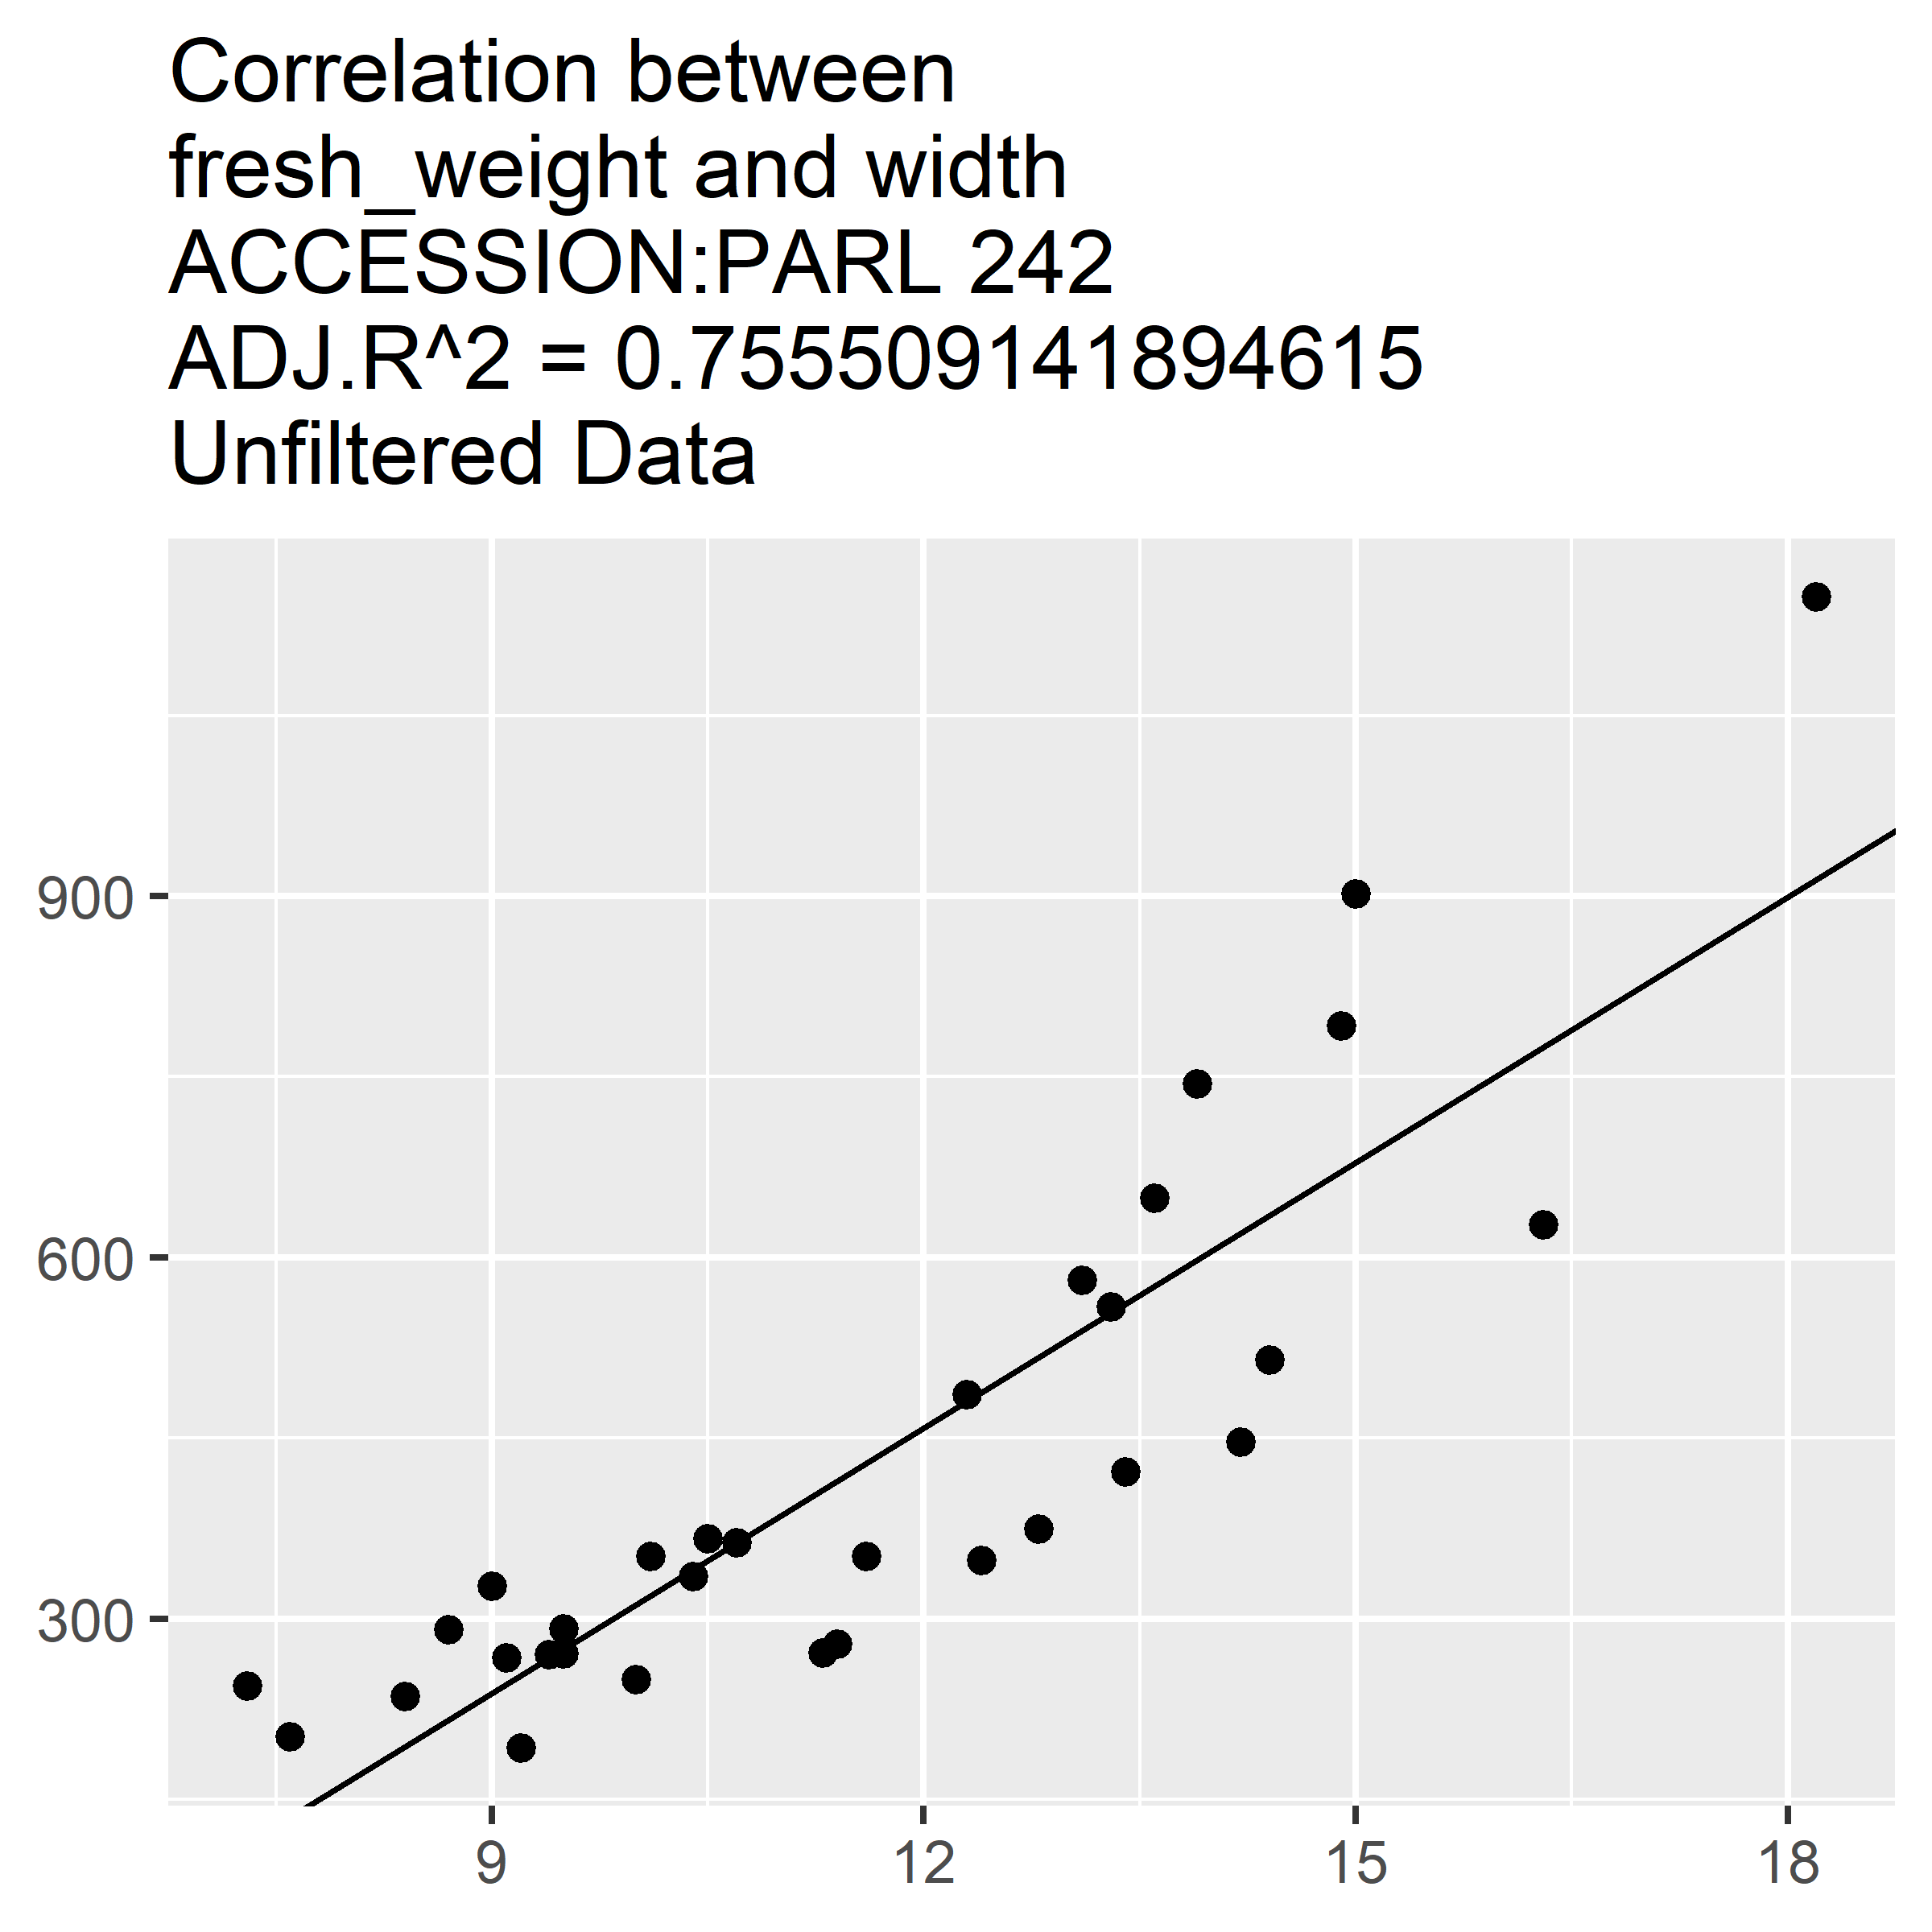 Correlation between
fresh_weight and width
ACCESSION:PARL 242
ADJ.R^2 = 0.755509141894615
Unfiltered Data
900
600
300
9 12 15 18